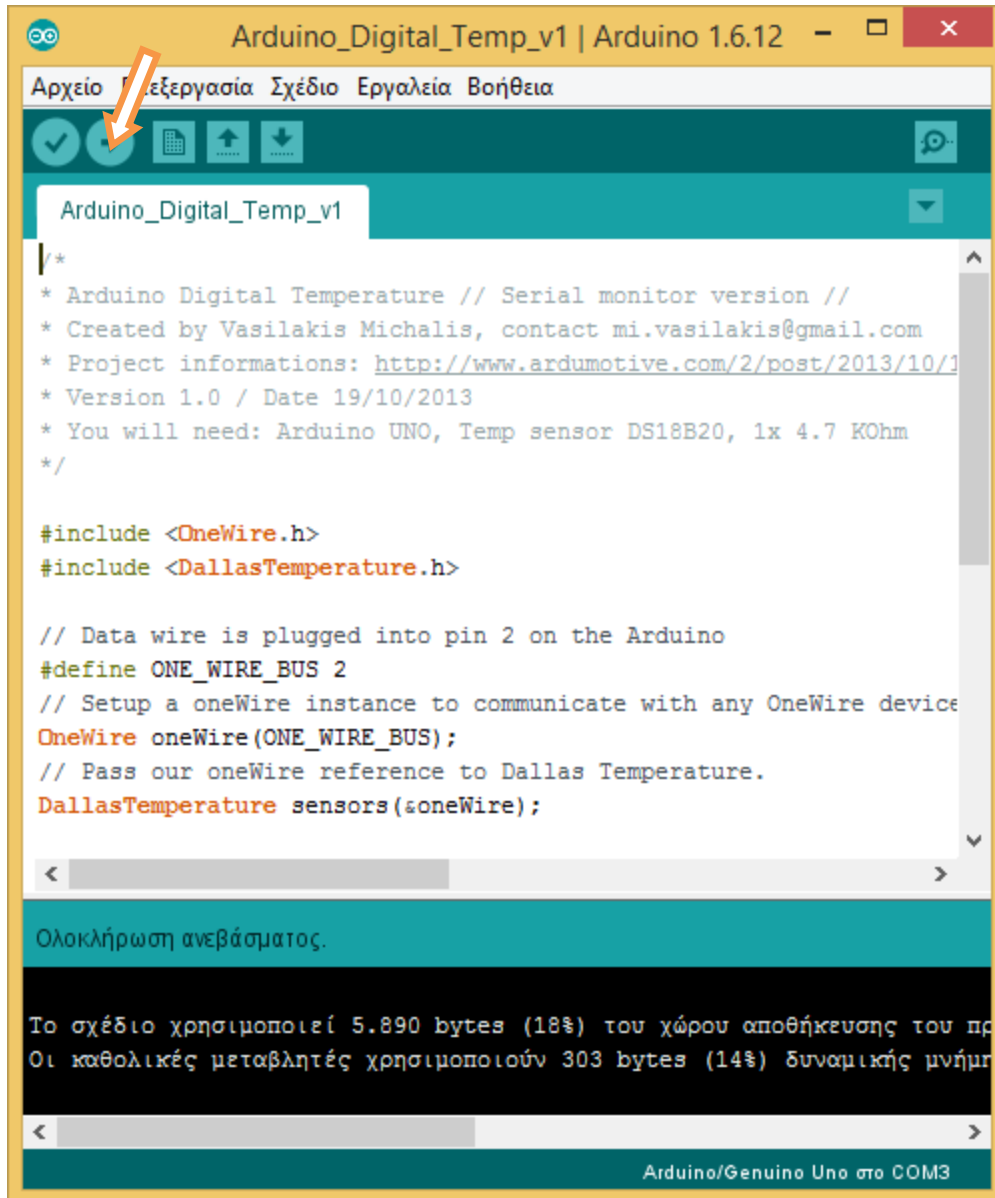 Arduino_Digital_Temp_v1 | Arduino 1.6.12
Αρχείο Σχέδιο Εργαλεία Βοήθεια
Arduino_Digital_Temp_v1
/*
* Arduino Digital Temperature // Serial monitor version //
* Created by Vasilakis Michalis, contact mi.vasilakis@gmail.com
* Project informations: http://www.ardumotive.com/2/post/2013/10/1
* Version 1.0 / Date 19/10/2013
* You will need: Arduino UNO, Temp sensor DS18B20, 1x 4.7 KOhm
*/
#include <OneWire.h>
#include <DallasTemperature.h>
// Data wire is plugged into pin 2 on the Arduino
#define ONE_WIRE_BUS 2
// Setup a oneWire instance to communicate with any OneWire device
OneWire oneWire(ONE_WIRE_BUS);
// Pass our oneWire reference to Dallas Temperature.
DallasTemperature sensors(&oneWire);
Ολοκλήρωση ανεβάσματος.
Το σχέδιο χρησιμοποιεί 5.890 bytes (18%) του χώρου αποθήκευσης του πρ
Οι καθολικές μεταβλητές χρησιμοποιούν 303 bytes (14%) δυναμικής μνήμη
Arduino/Genuino Uno στο COM3